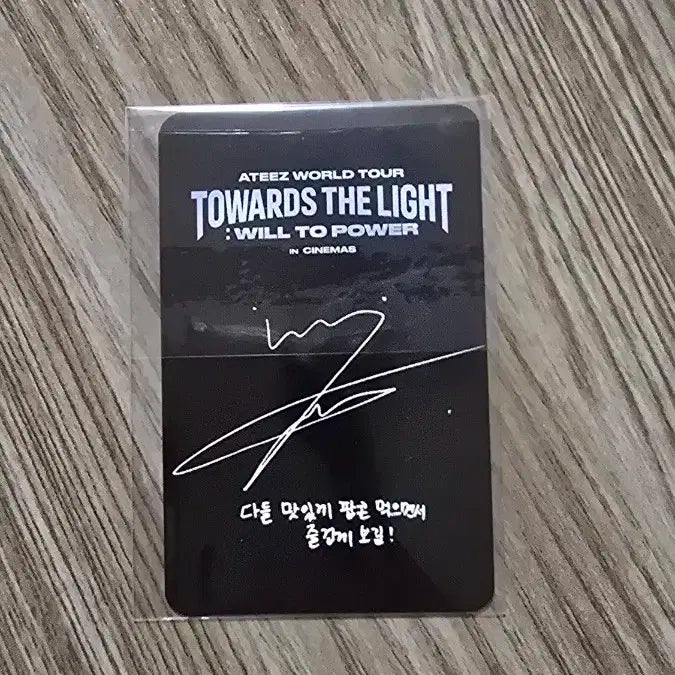 ATEEZ WORLD TOUR
TOWARDS THE LIGHT
: WILL TO POWER
IN CINEMAS
다들 맛있게 팝콘 먹으면서
즐겁게 보길!